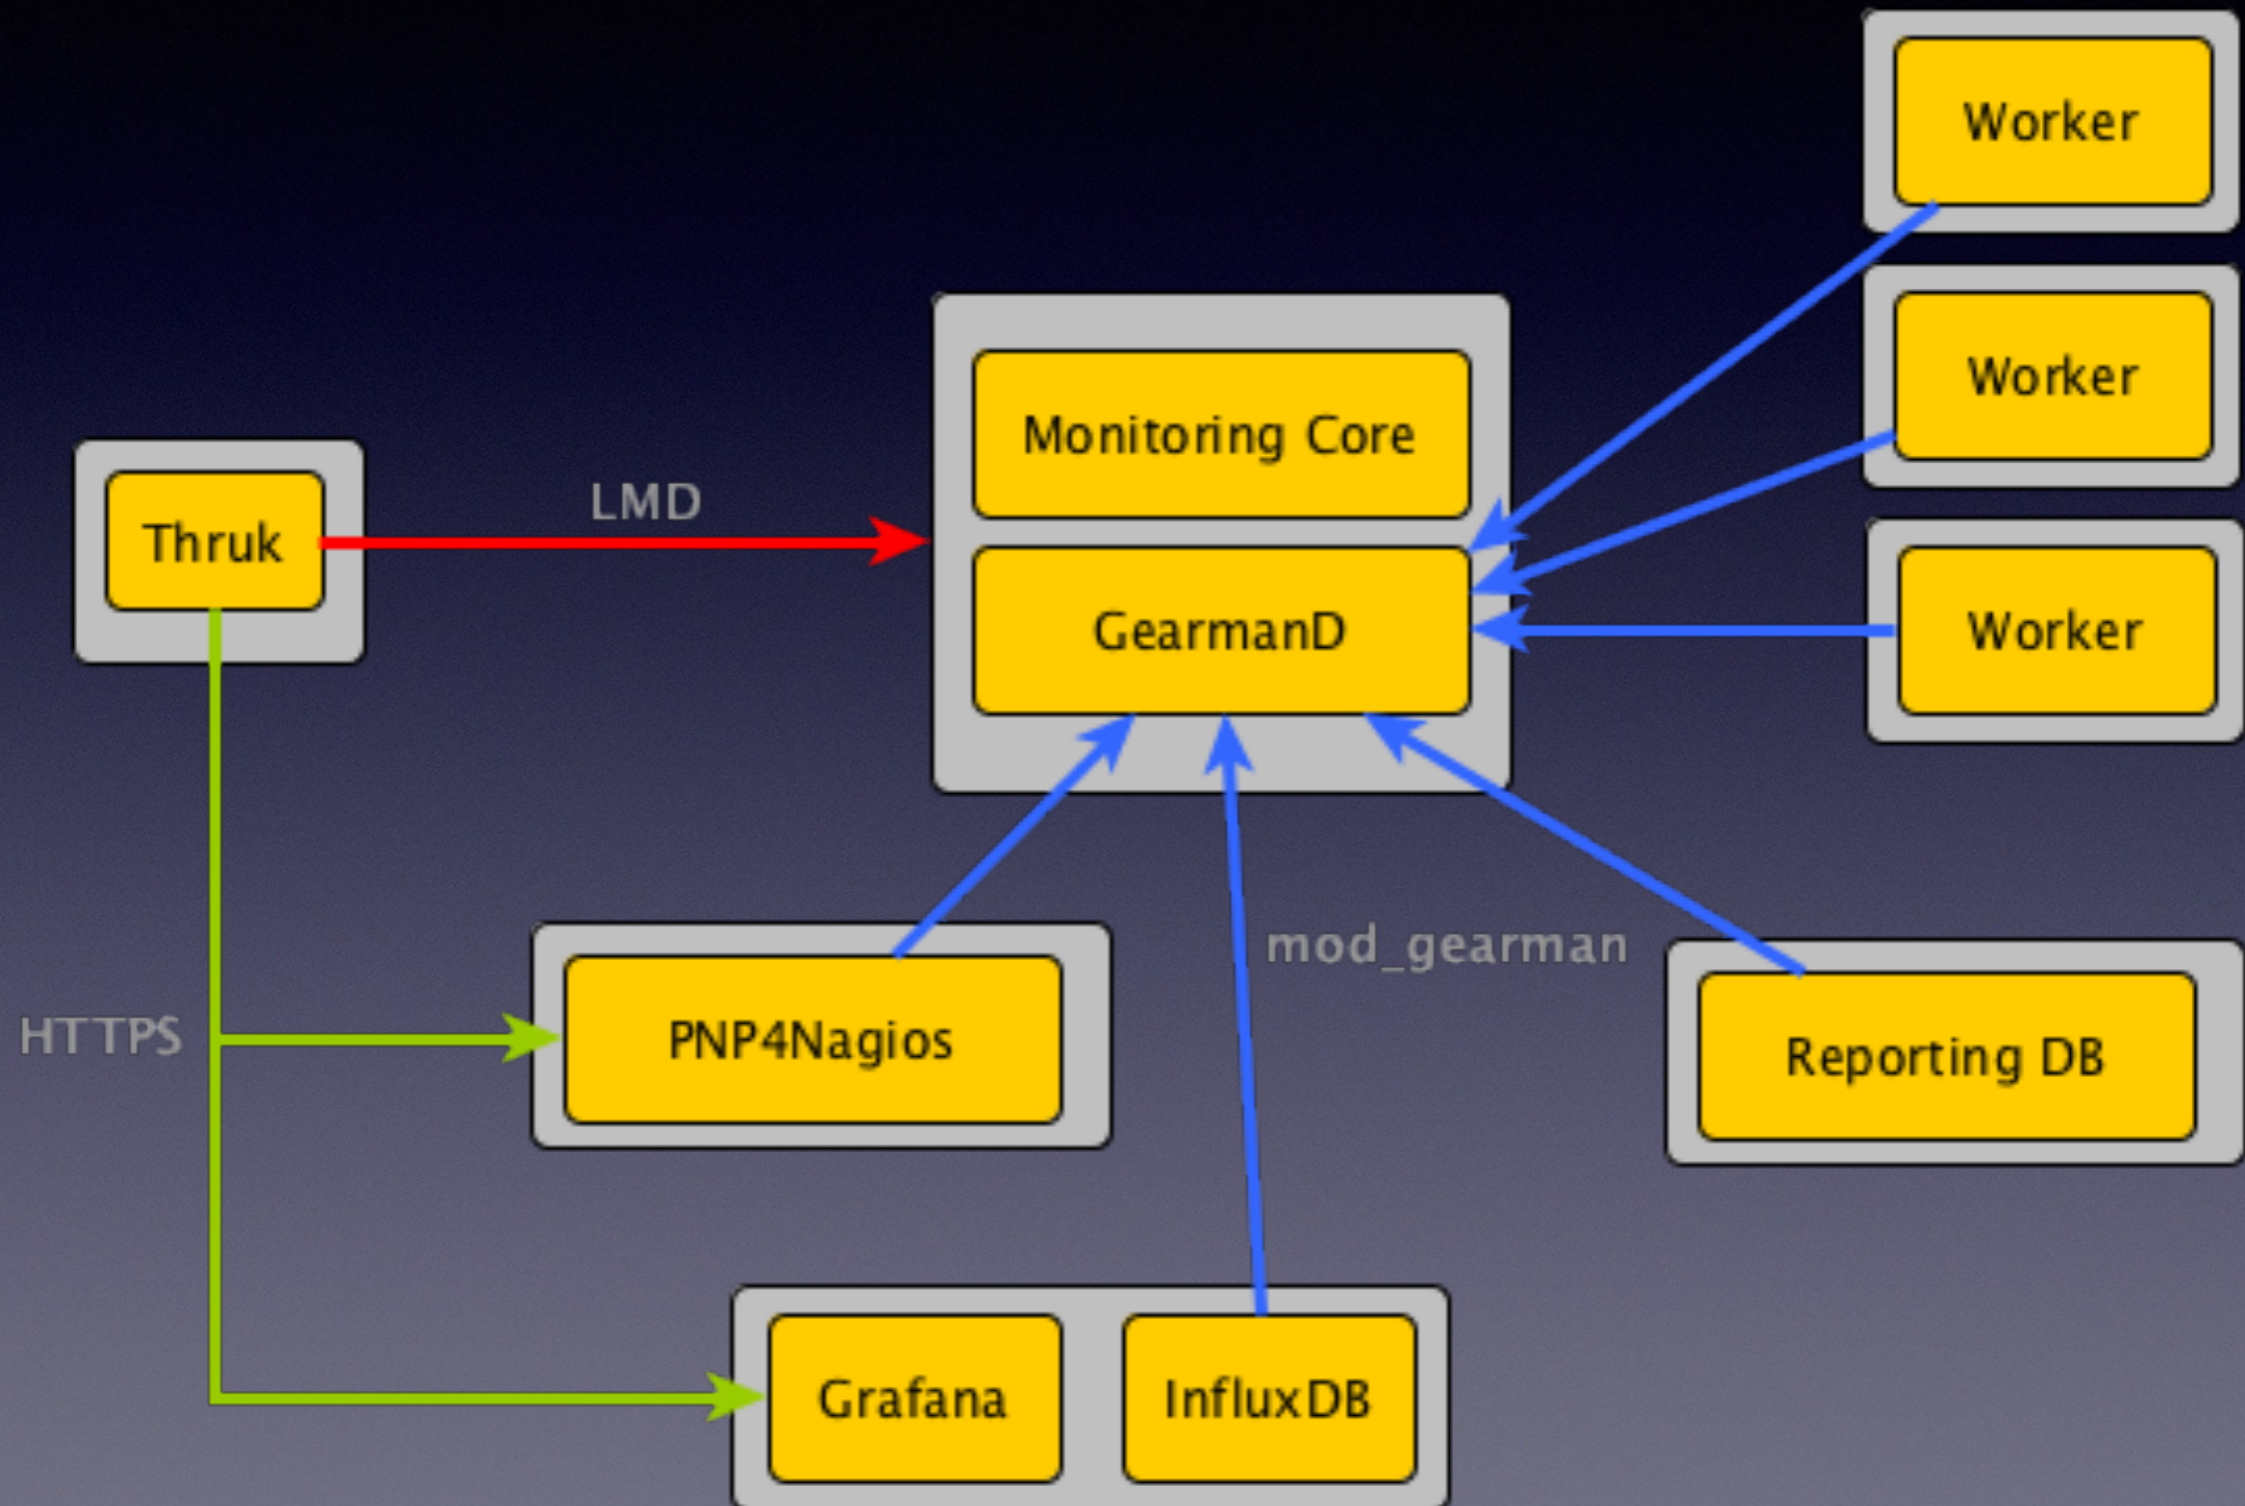 Worker
Worker
Monitoring Core
LMD
Thruk
GearmanD
Worker
mod_gearman
HTTPS
PNP4Nagios
Reporting DB
Grafana
InfluxDB